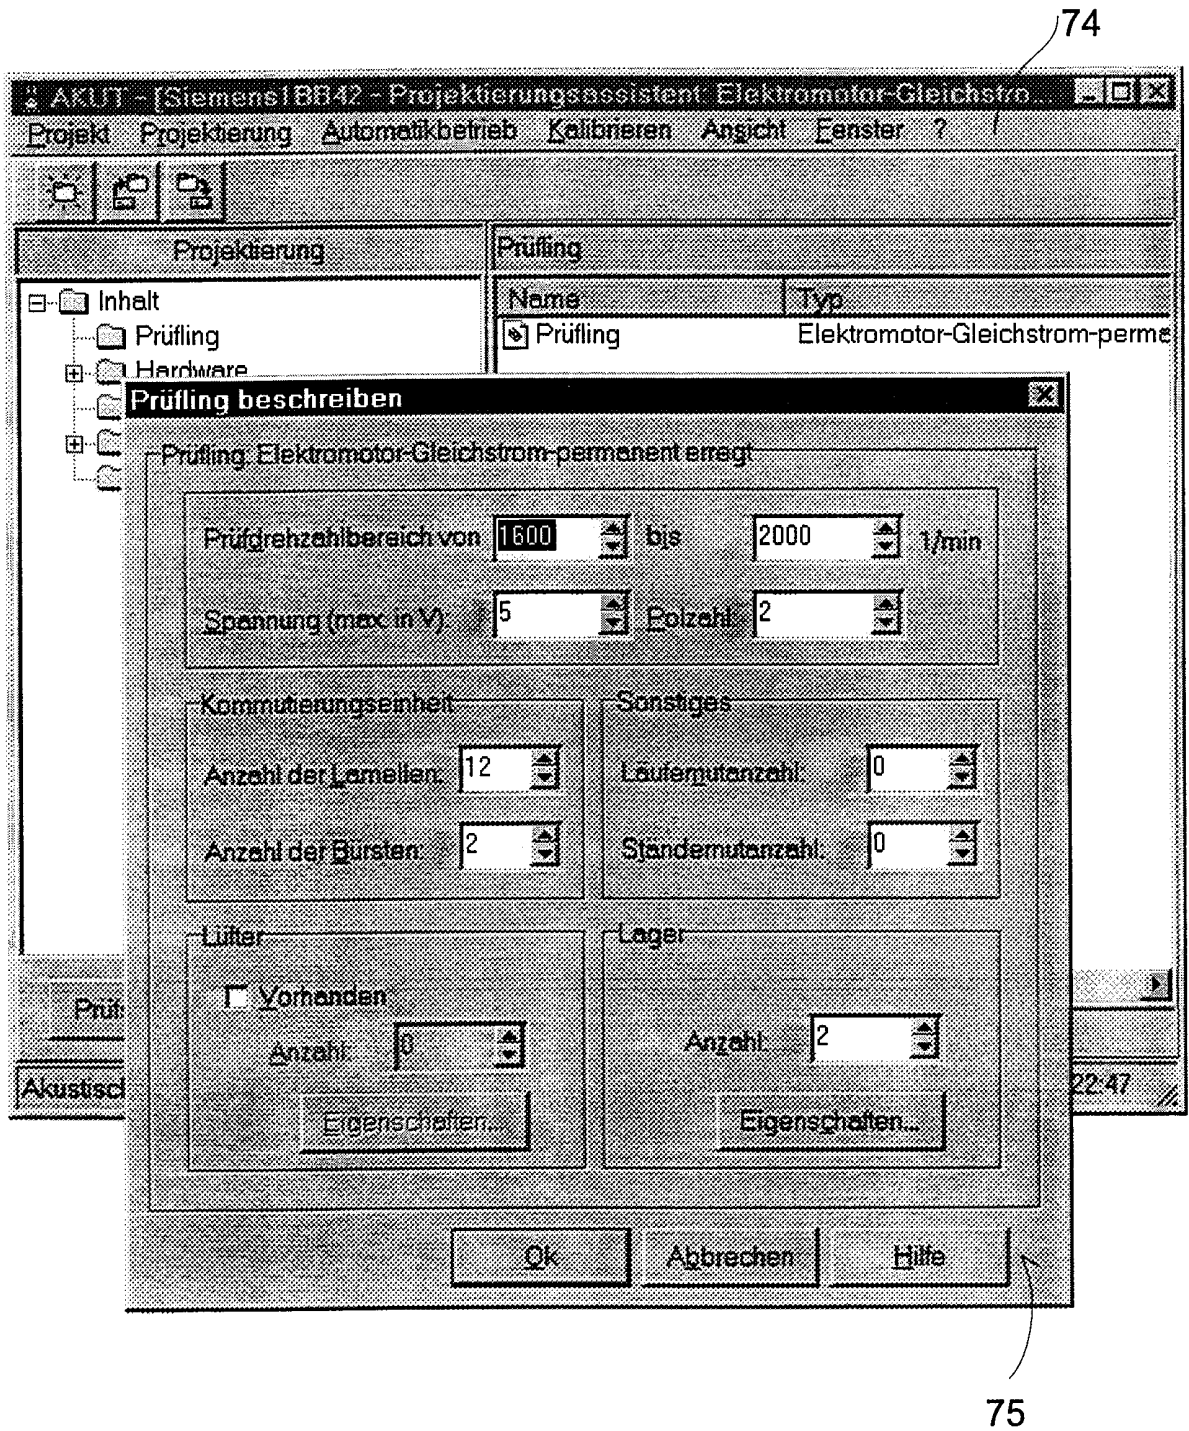 74
AKUT - [Siemens1BB42 - Projektierungsassistent: Elektromotor-Gleichstro
Projekt Projektierung Automatikbetrieb Kalibrieren Ansicht Fenster ?
Projektierung Prüfling
Inhalt
Name Typ
Prüfling
Prüfling Elektromotor-Gleichstrom-perme
Hardware
Prüfling beschreiben
Prüfling: Elektromotor-Gleichstrom-permanent erregt
Prüfdrehzahlbereich von 1600 bis 2000 1/min
Spannung (max. in V): 5 Polzahl: 2
Kommutierungseinheit Sonstiges
Anzahl der Lamellen: 12 Läufernutanzahl: 0
Anzahl der Bürsten: 2 Ständernutanzahl: 0
Lüfter Lager
Vorhanden
Anzahl: 0 Anzahl: 2
Eigenschaften... Eigenschaften...
Prüf
Akustisch 22:47
Ok Abbrechen Hilfe
75